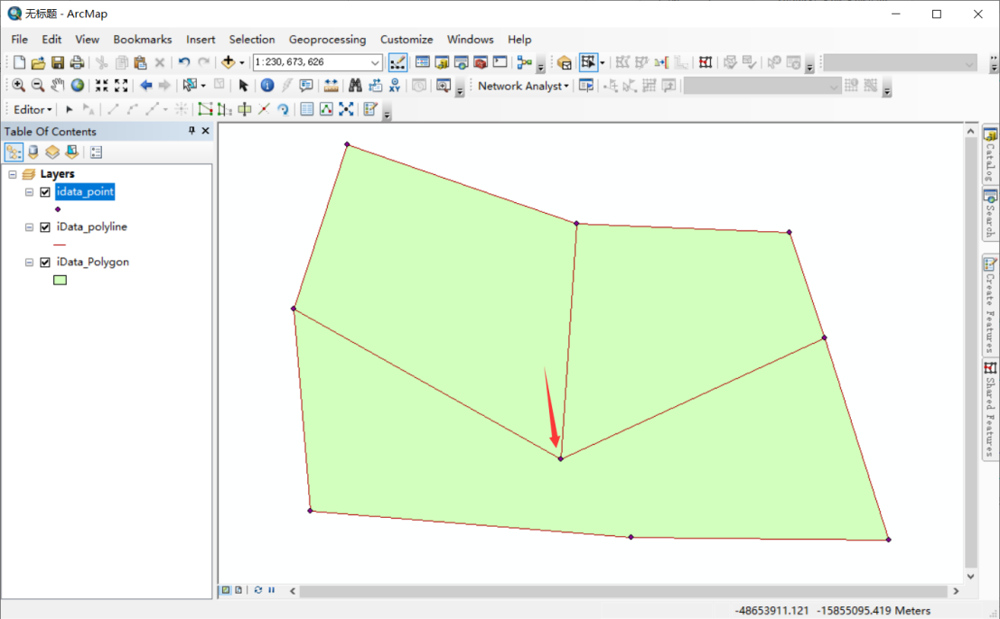 无标题 - ArcMap
File Edit View Bookmarks Insert Selection Geoprocessing Customize Windows Help
1:230,673,626
Network Analyst
Editor
Table Of Contents
Layers
idata_point
iData_polyline
iData_Polygon
Catalog
Search
Create Features
Shared Features
-48653911.121 -15855095.419 Meters